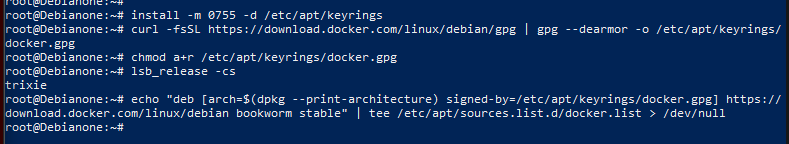 root@Debianone:~#
root@Debianone:~# install -m 0755 -d /etc/apt/keyrings
root@Debianone:~# curl -fsSL https://download.docker.com/linux/debian/gpg | gpg --dearmor -o /etc/apt/keyrings/
docker.gpg
root@Debianone:~# chmod a+r /etc/apt/keyrings/docker.gpg
root@Debianone:~# lsb_release -cs
trixie
root@Debianone:~# echo "deb [arch=$(dpkg --print-architecture) signed-by=/etc/apt/keyrings/docker.gpg] https://
download.docker.com/linux/debian bookworm stable" | tee /etc/apt/sources.list.d/docker.list > /dev/null
root@Debianone:~#